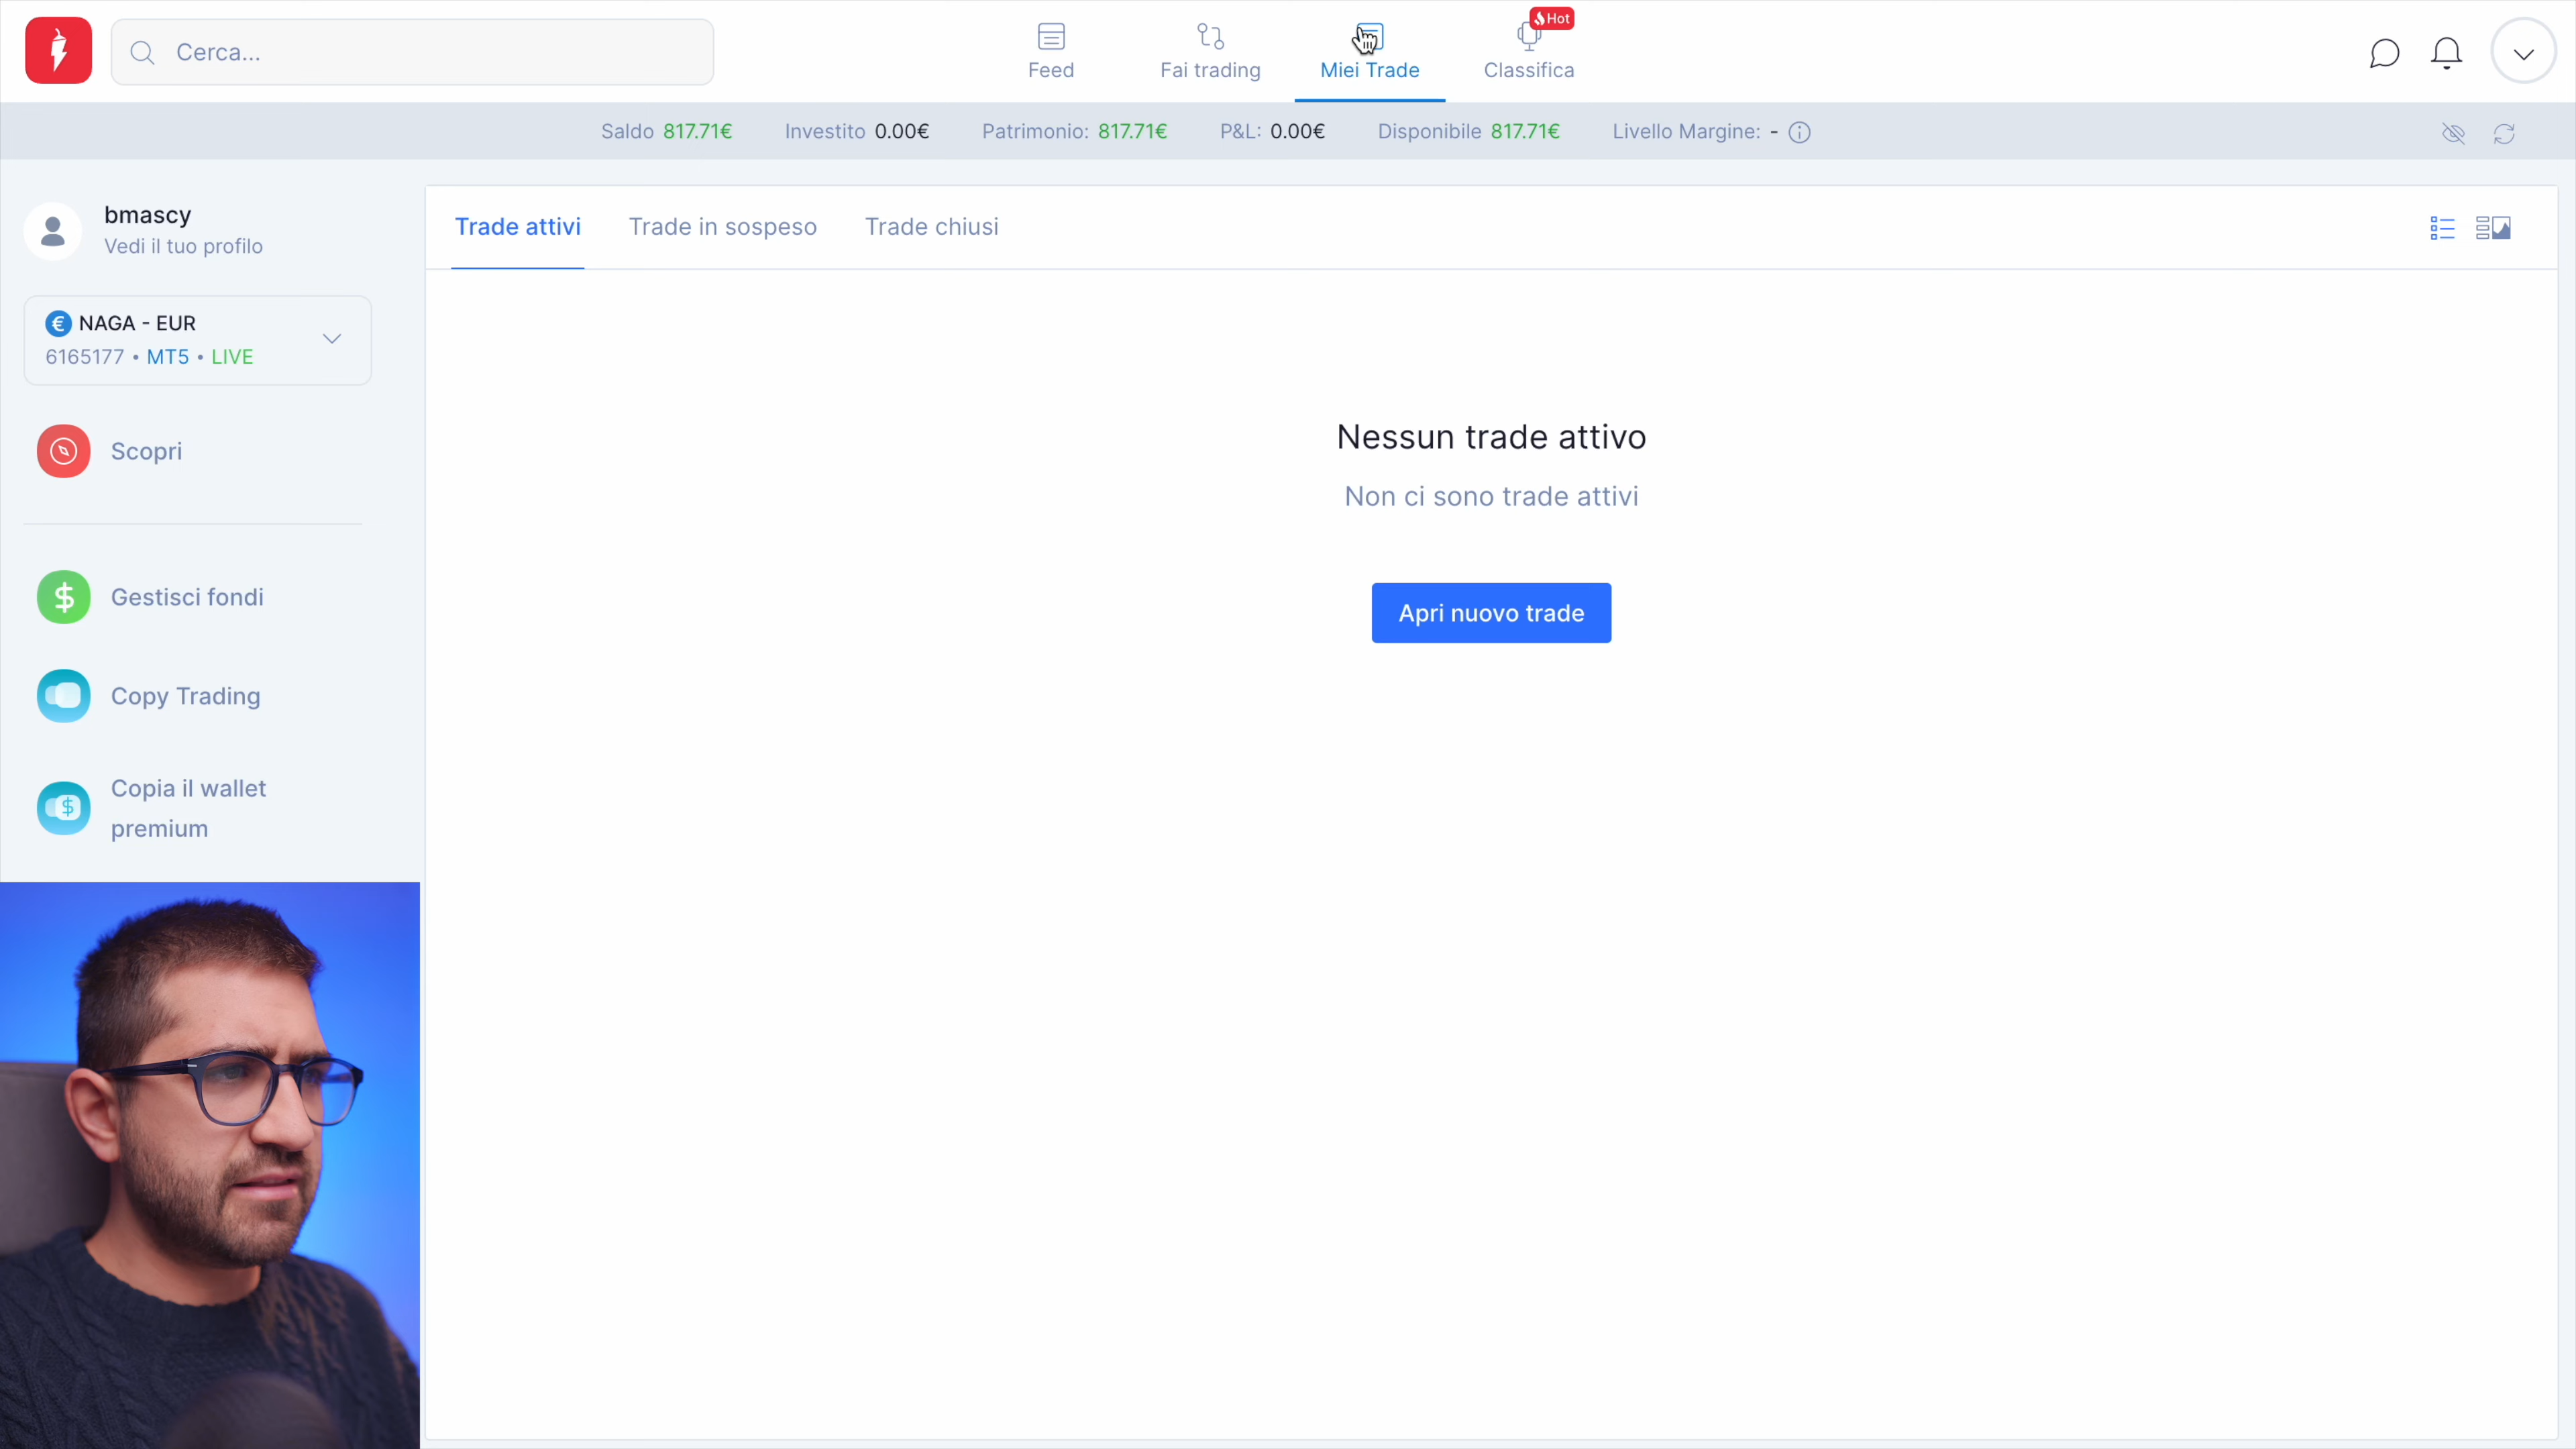 Cerca...
Feed
Fai trading
Miei Trade
Hot
Classifica
Saldo 817.71€ Investito 0.00€ Patrimonio: 817.71€ P&L: 0.00€ Disponibile 817.71€ Livello Margine: -
bmascy
Vedi il tuo profilo
€ NAGA - EUR
6165177 • MT5 • LIVE
Scopri
$ Gestisci fondi
Copy Trading
$ Copia il wallet
premium
Trade attivi Trade in sospeso Trade chiusi
Nessun trade attivo
Non ci sono trade attivi
Apri nuovo trade